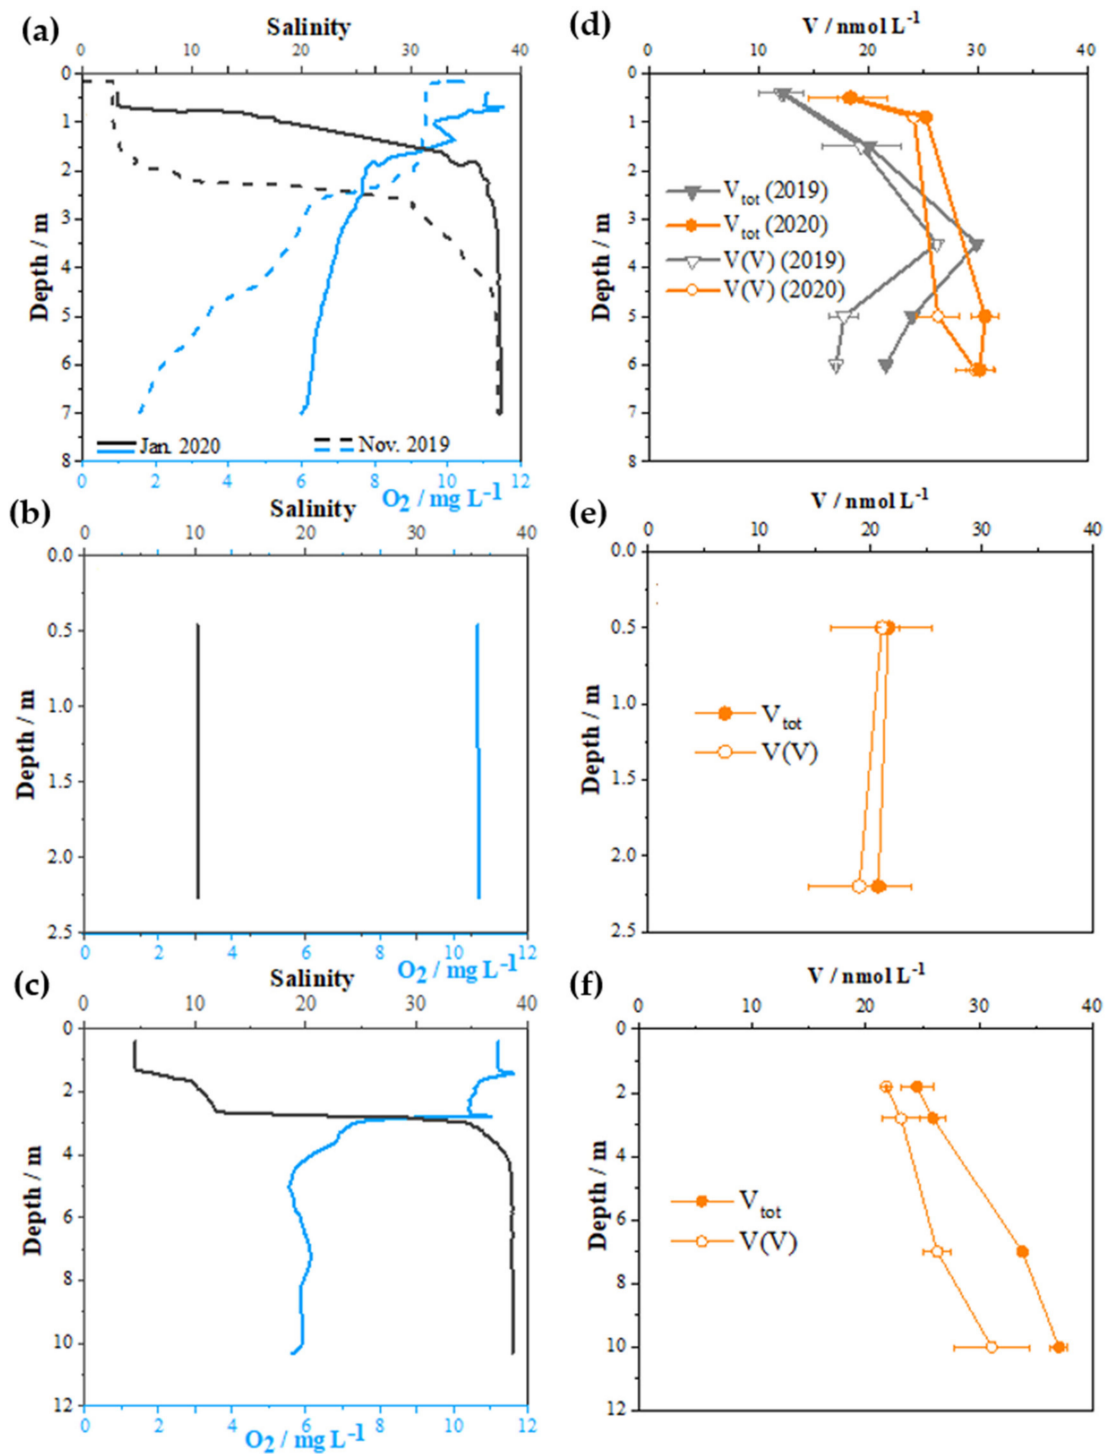 (a)
Salinity
0 10 20 30 40
0
1
2
3
4
5
6
7
8
Depth / m
Jan. 2020
Nov. 2019
0 2 4 6 8 10 12
O2 / mg L-1
(d)
V / nmol L-1
0 10 20 30 40
0
1
2
3
4
5
6
7
8
Depth / m
Vtot (2019)
Vtot (2020)
V(V) (2019)
V(V) (2020)
(b)
Salinity
0 10 20 30 40
0.0
0.5
1.0
1.5
2.0
2.5
Depth / m
0 2 4 6 8 10 12
O2 / mg L-1
(e)
V / nmol L-1
0 10 20 30 40
0.0
0.5
1.0
1.5
2.0
2.5
Depth / m
Vtot
V(V)
(c)
Salinity
0 10 20 30 40
0
2
4
6
8
10
12
Depth / m
0 2 4 6 8 10 12
O2 / mg L-1
(f)
V / nmol L-1
0 10 20 30 40
0
2
4
6
8
10
12
Depth / m
Vtot
V(V)